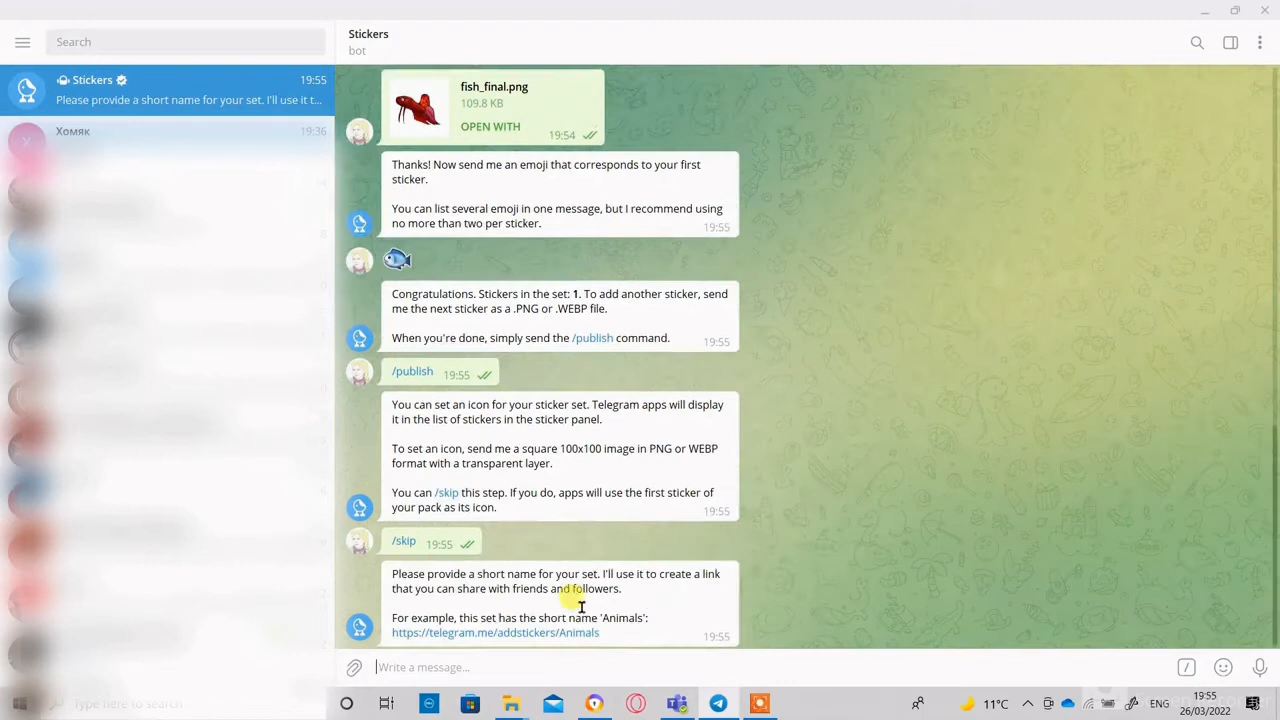 Search
Stickers
bot
Stickers
19:55
Please provide a short name for your set. I'll use it t...
X
Хомяк
19:36
fish_final.png
109.8 KB
OPEN WITH
19:54
Thanks! Now send me an emoji that corresponds to your first
sticker.
You can list several emoji in one message, but I recommend using
no more than two per sticker.
19:55
Congratulations. Stickers in the set: 1. To add another sticker, send
me the next sticker as a .PNG or .WEBP file.
When you're done, simply send the /publish command.
19:55
/publish 19:55
You can set an icon for your sticker set. Telegram apps will display
it in the list of stickers in the sticker panel.
To set an icon, send me a square 100x100 image in PNG or WEBP
format with a transparent layer.
You can /skip this step. If you do, apps will use the first sticker of
your pack as its icon.
19:55
/skip 19:55
Please provide a short name for your set. I'll use it to create a link
that you can share with friends and followers.
For example, this set has the short name 'Animals':
https://telegram.me/addstickers/Animals
19:55
Write a message...
Type here to search
11°C
ENG
19:55
26/03/2022